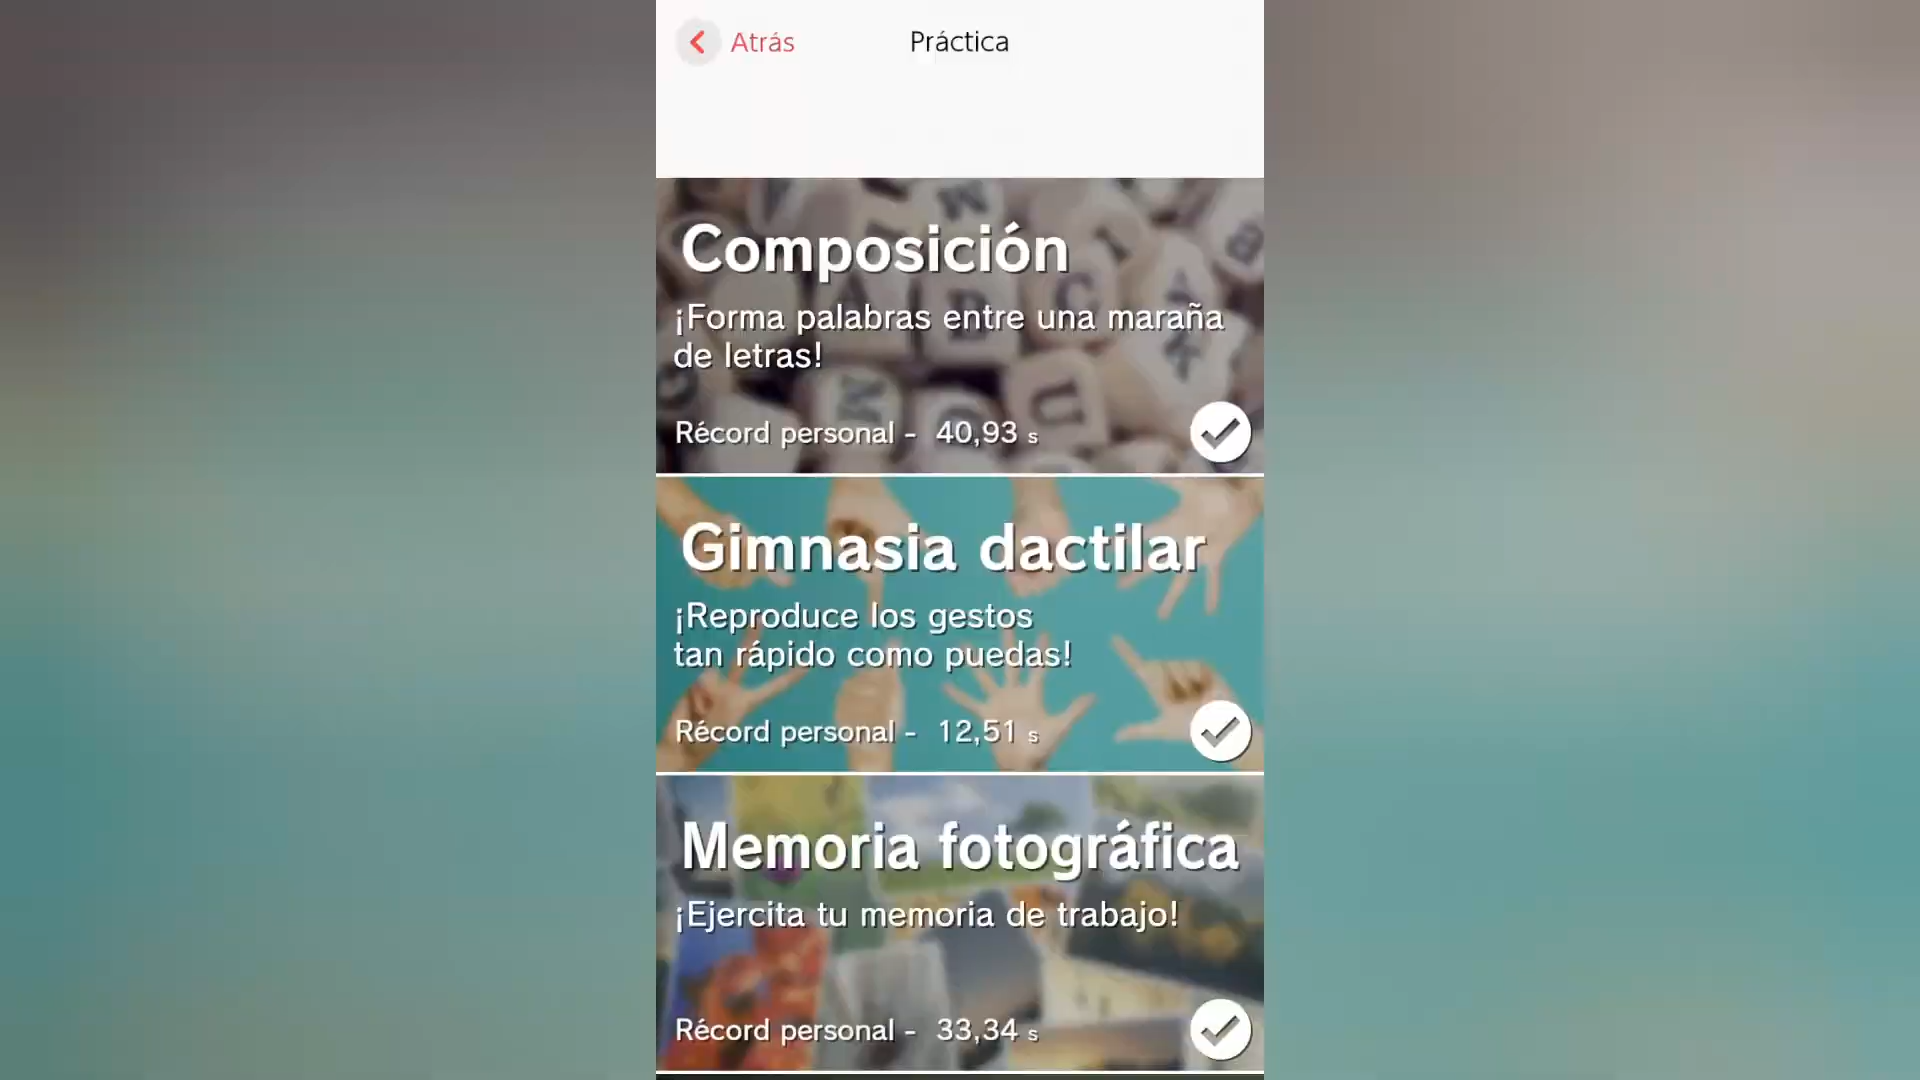 Atrás
Práctica
Composición
¡Forma palabras entre una maraña
de letras!
Récord personal - 40,93 s
Gimnasia dactilar
¡Reproduce los gestos
tan rápido como puedas!
Récord personal - 12,51 s
Memoria fotográfica
¡Ejercita tu memoria de trabajo!
Récord personal - 33,34 s